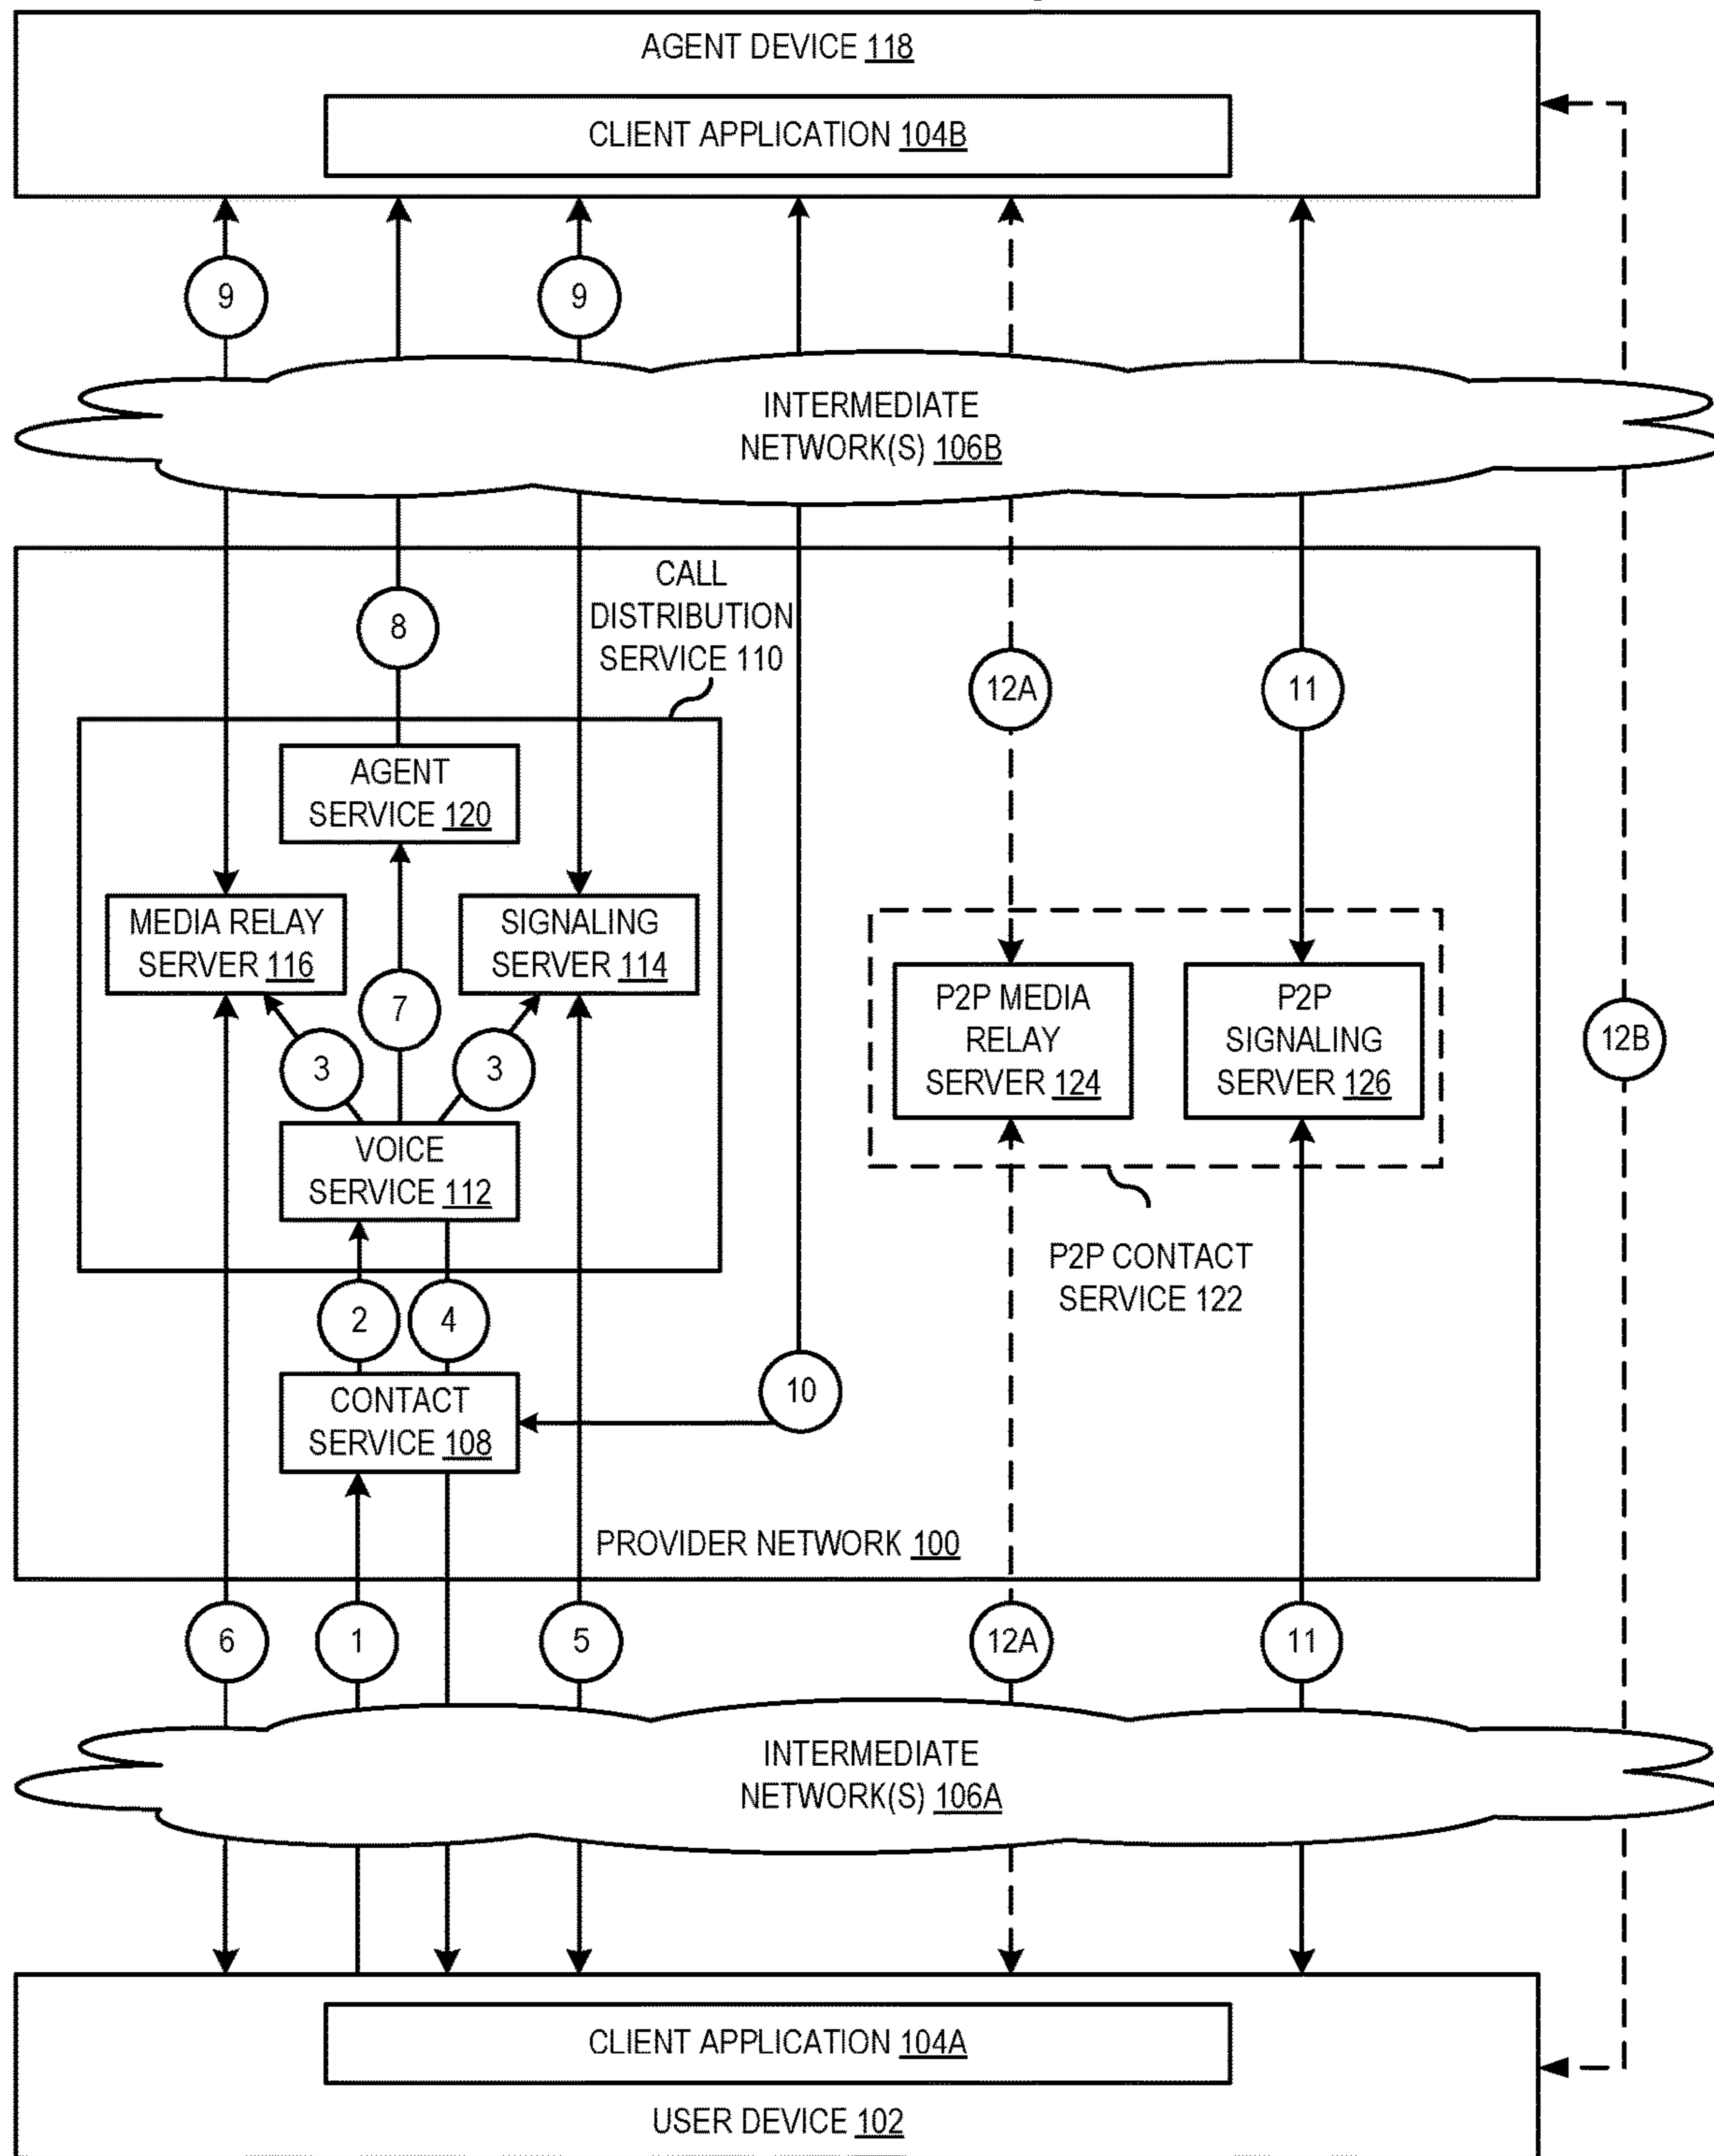 AGENT DEVICE 118
CLIENT APPLICATION 104B
9
9
INTERMEDIATE
NETWORK(S) 106B
CALL
DISTRIBUTION
SERVICE 110
8
12A
11
AGENT
SERVICE 120
MEDIA RELAY
SERVER 116
SIGNALING
SERVER 114
P2P MEDIA
RELAY
SERVER 124
P2P
SIGNALING
SERVER 126
7
3
3
12B
VOICE
SERVICE 112
P2P CONTACT
SERVICE 122
2
4
CONTACT
SERVICE 108
10
PROVIDER NETWORK 100
6
1
5
12A
11
INTERMEDIATE
NETWORK(S) 106A
CLIENT APPLICATION 104A
USER DEVICE 102